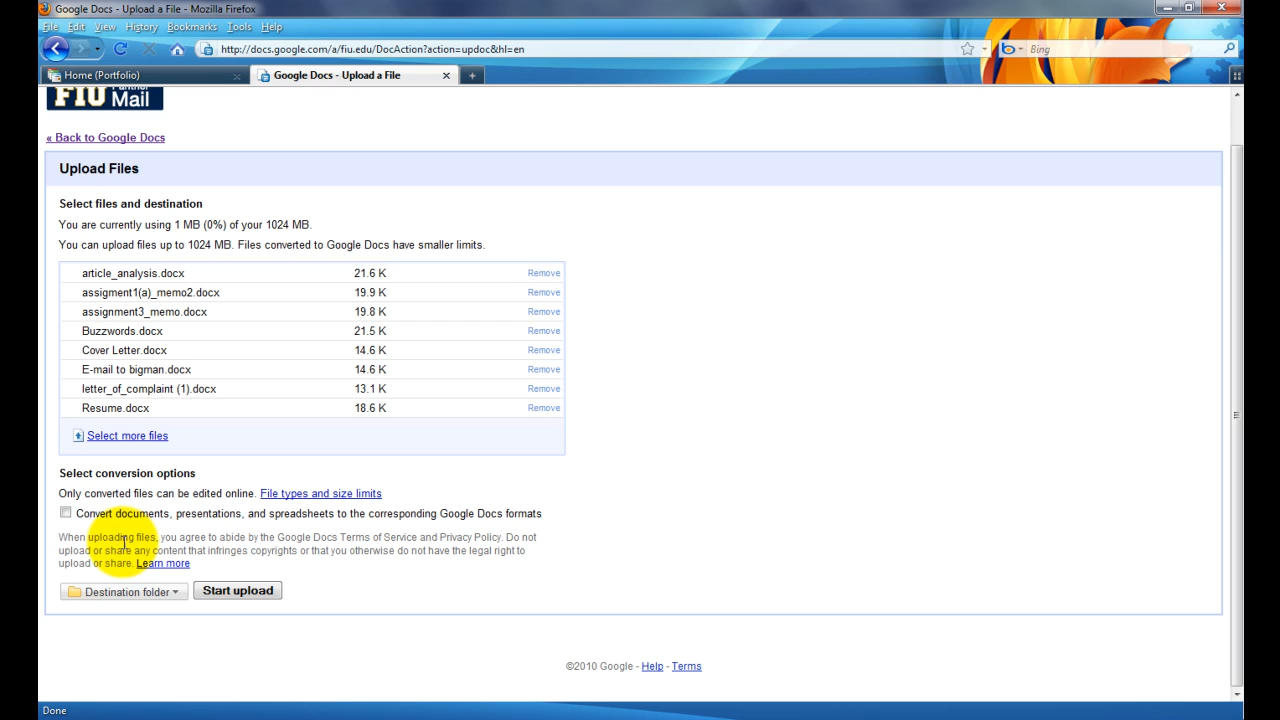 Google Docs - Upload a File - Mozilla Firefox
File Edit View History Bookmarks Tools Help
http://docs.google.com/a/fiu.edu/DocAction?action=updoc&hl=en
Bing
Home (Portfolio)
Google Docs - Upload a File
FIU Panther Mail
« Back to Google Docs
Upload Files
Select files and destination
You are currently using 1 MB (0%) of your 1024 MB.
You can upload files up to 1024 MB. Files converted to Google Docs have smaller limits.
article_analysis.docx 21.6 K Remove
assigment1(a)_memo2.docx 19.9 K Remove
assignment3_memo.docx 19.8 K Remove
Buzzwords.docx 21.5 K Remove
Cover Letter.docx 14.6 K Remove
E-mail to bigman.docx 14.6 K Remove
letter_of_complaint (1).docx 13.1 K Remove
Resume.docx 18.6 K Remove
Select more files
Select conversion options
Only converted files can be edited online. File types and size limits
Convert documents, presentations, and spreadsheets to the corresponding Google Docs formats
When uploading files, you agree to abide by the Google Docs Terms of Service and Privacy Policy. Do not
upload or share any content that infringes copyrights or that you otherwise do not have the legal right to
upload or share. Learn more
Destination folder Start upload
©2010 Google - Help - Terms
Done